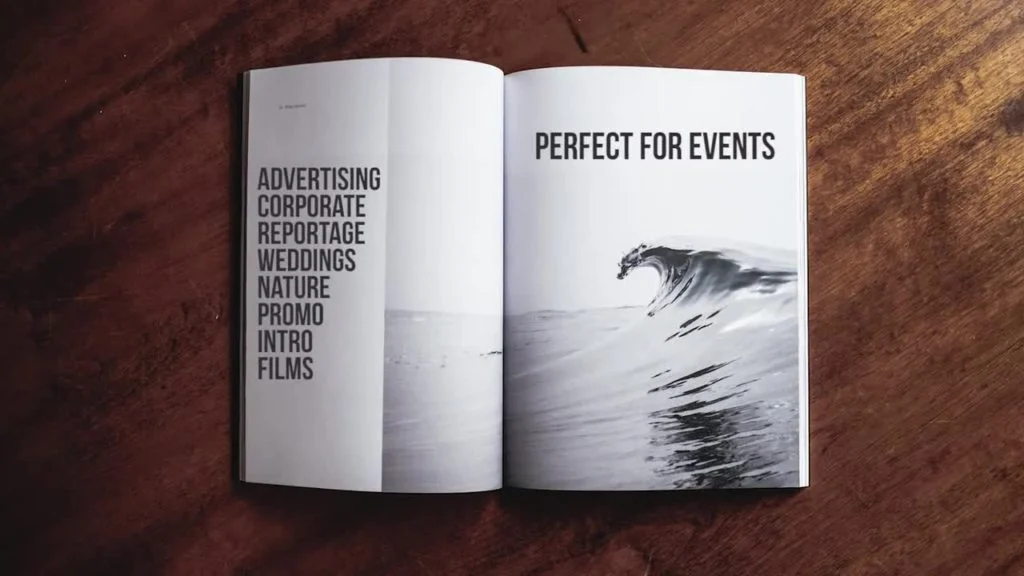 ADVERTISING
CORPORATE
REPORTAGE
WEDDINGS
NATURE
PROMO
INTRO
FILMS
PERFECT FOR EVENTS